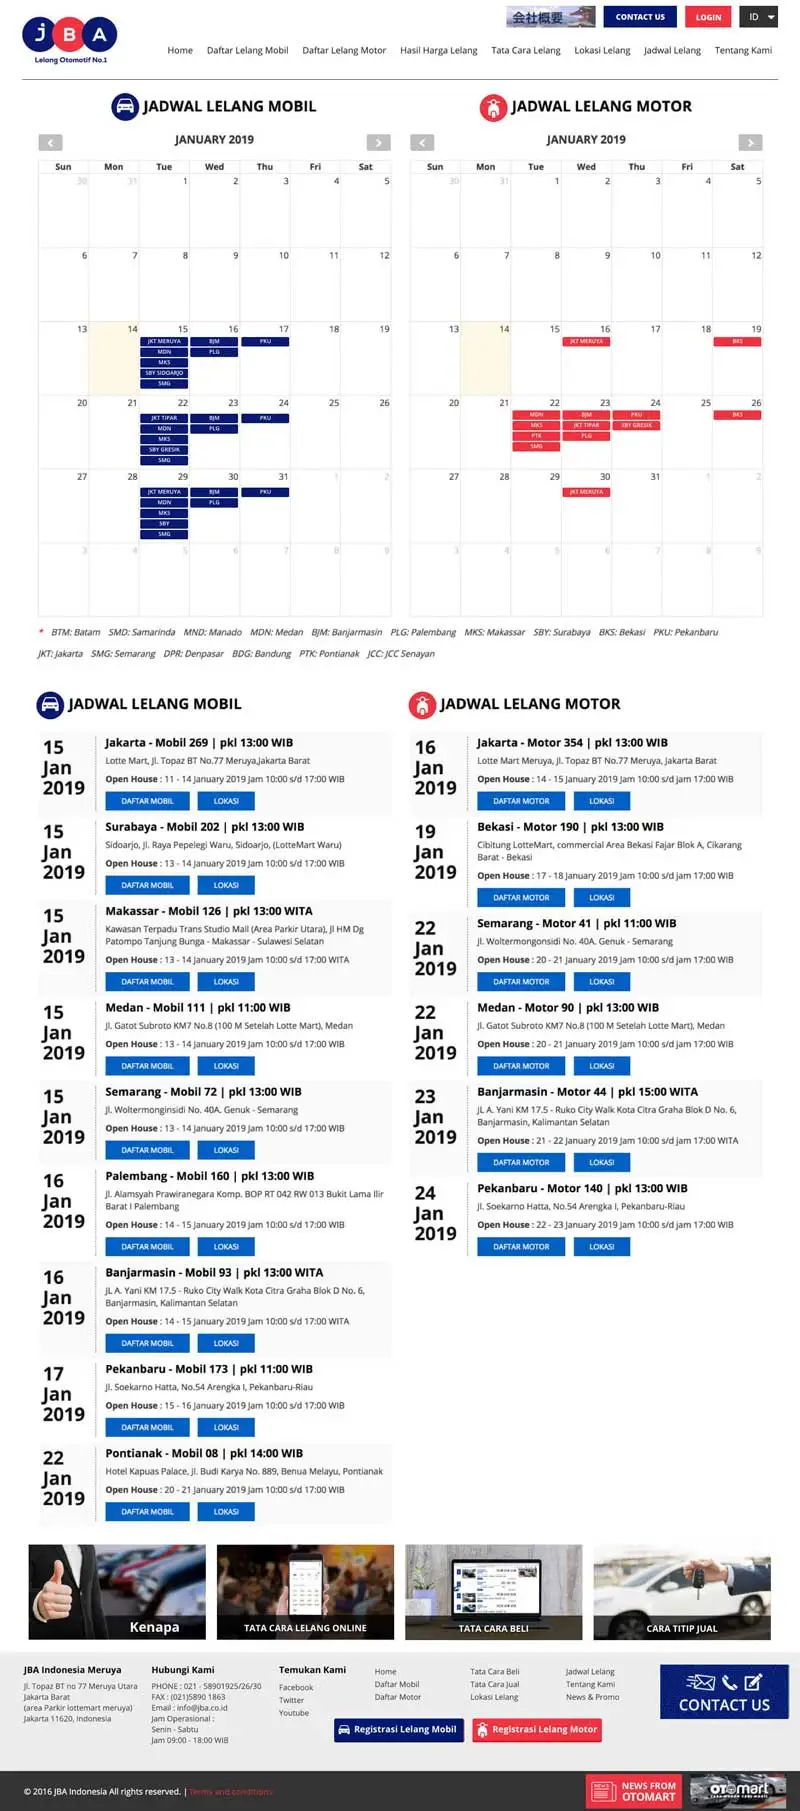 jBA
Lelang Otomotif No.1
会社概要
CONTACT US
LOGIN
ID
Home Daftar Lelang Mobil Daftar Lelang Motor Hasil Harga Lelang Tata Cara Lelang Lokasi Lelang Jadwal Lelang Tentang Kami
JADWAL LELANG MOBIL
JANUARY 2019
Sun Mon Tue Wed Thu Fri Sat
30 31 1 2 3 4 5
6 7 8 9 10 11 12
13 14 15 16 17 18 19
JKT MERUYA BJM PKU
MDN PLG
MKS
SBY SIDOARJO
SMG
20 21 22 23 24 25 26
JKT TIPAR BJM PKU
MDN PLG
MKS
SBY GRESIK
SMG
27 28 29 30 31 1 2
JKT MERUYA BJM PKU
MDN PLG
MKS
SBY
SMG
3 4 5 6 7 8 9
JADWAL LELANG MOTOR
JANUARY 2019
Sun Mon Tue Wed Thu Fri Sat
30 31 1 2 3 4 5
6 7 8 9 10 11 12
13 14 15 16 17 18 19
JKT MERUYA BKS
20 21 22 23 24 25 26
MDN BJM PKU BKS
MKS JKT TIPAR SBY GRESIK
PTK PLG
SMG
27 28 29 30 31 1 2
JKT MERUYA
3 4 5 6 7 8 9
* BTM: Batam SMD: Samarinda MND: Manado MDN: Medan BJM: Banjarmasin PLG: Palembang MKS: Makassar SBY: Surabaya BKS: Bekasi PKU: Pekanbaru
JKT: Jakarta SMG: Semarang DPR: Denpasar BDG: Bandung PTK: Pontianak JCC: JCC Senayan
JADWAL LELANG MOBIL
15 Jan 2019
Jakarta - Mobil 269 | pkl 13:00 WIB
Lotte Mart, Jl. Topaz BT No.77 Meruya,Jakarta Barat
Open House : 11 - 14 January 2019 Jam 10:00 s/d 17:00 WIB
DAFTAR MOBIL LOKASI
15 Jan 2019
Surabaya - Mobil 202 | pkl 13:00 WIB
Sidoarjo, Jl. Raya Pepelegi Waru, Sidoarjo, (LotteMart Waru)
Open House : 13 - 14 January 2019 Jam 10:00 s/d 17:00 WIB
DAFTAR MOBIL LOKASI
15 Jan 2019
Makassar - Mobil 126 | pkl 13:00 WITA
Kawasan Terpadu Trans Studio Mall (Area Parkir Utara), Jl HM Dg
Patompo Tanjung Bunga - Makassar - Sulawesi Selatan
Open House : 13 - 14 January 2019 Jam 10:00 s/d 17:00 WITA
DAFTAR MOBIL LOKASI
15 Jan 2019
Medan - Mobil 111 | pkl 11:00 WIB
Jl. Gatot Subroto KM7 No.8 (100 M Setelah Lotte Mart), Medan
Open House : 13 - 14 January 2019 Jam 10:00 s/d 17:00 WIB
DAFTAR MOBIL LOKASI
15 Jan 2019
Semarang - Mobil 72 | pkl 13:00 WIB
Jl. Woltermonginsidi No. 40A. Genuk - Semarang
Open House : 13 - 14 January 2019 Jam 10:00 s/d 17:00 WIB
DAFTAR MOBIL LOKASI
16 Jan 2019
Palembang - Mobil 160 | pkl 13:00 WIB
Jl. Alamsyah Prawiranegara Komp. BOP RT 042 RW 013 Bukit Lama Ilir
Barat I Palembang
Open House : 14 - 15 January 2019 Jam 10:00 s/d 17:00 WIB
DAFTAR MOBIL LOKASI
16 Jan 2019
Banjarmasin - Mobil 93 | pkl 13:00 WITA
JL A. Yani KM 17.5 - Ruko City Walk Kota Citra Graha Blok D No. 6,
Banjarmasin, Kalimantan Selatan
Open House : 14 - 15 January 2019 Jam 10:00 s/d 17:00 WITA
DAFTAR MOBIL LOKASI
17 Jan 2019
Pekanbaru - Mobil 173 | pkl 11:00 WIB
Jl. Soekarno Hatta, No.54 Arengka I, Pekanbaru-Riau
Open House : 15 - 16 January 2019 Jam 10:00 s/d 17:00 WIB
DAFTAR MOBIL LOKASI
22 Jan 2019
Pontianak - Mobil 08 | pkl 14:00 WIB
Hotel Kapuas Palace, Jl. Budi Karya No. 889, Benua Melayu, Pontianak
Open House : 20 - 21 January 2019 Jam 10:00 s/d 17:00 WIB
DAFTAR MOBIL LOKASI
JADWAL LELANG MOTOR
16 Jan 2019
Jakarta - Motor 354 | pkl 13:00 WIB
Lotte Mart Meruya, Jl. Topaz BT No.77 Meruya, Jakarta Barat
Open House : 14 - 15 January 2019 Jam 10:00 s/d jam 17:00 WIB
DAFTAR MOTOR LOKASI
19 Jan 2019
Bekasi - Motor 190 | pkl 13:00 WIB
Cibitung LotteMart, commercial Area Bekasi Fajar Blok A, Cikarang
Barat - Bekasi
Open House : 17 - 18 January 2019 Jam 10:00 s/d jam 17:00 WIB
DAFTAR MOTOR LOKASI
22 Jan 2019
Semarang - Motor 41 | pkl 11:00 WIB
Jl. Woltermongonsidi No. 40A. Genuk - Semarang
Open House : 20 - 21 January 2019 Jam 10:00 s/d jam 17:00 WIB
DAFTAR MOTOR LOKASI
22 Jan 2019
Medan - Motor 90 | pkl 13:00 WIB
Jl. Gatot Subroto KM7 No.8 (100 M Setelah Lotte Mart), Medan
Open House : 20 - 21 January 2019 Jam 10:00 s/d jam 17:00 WIB
DAFTAR MOTOR LOKASI
23 Jan 2019
Banjarmasin - Motor 44 | pkl 15:00 WITA
JL A. Yani KM 17.5 - Ruko City Walk Kota Citra Graha Blok D No. 6,
Banjarmasin, Kalimantan Selatan
Open House : 21 - 22 January 2019 Jam 10:00 s/d jam 17:00 WITA
DAFTAR MOTOR LOKASI
24 Jan 2019
Pekanbaru - Motor 140 | pkl 13:00 WIB
Jl. Soekarno Hatta, No.54 Arengka I, Pekanbaru-Riau
Open House : 22 - 23 January 2019 Jam 10:00 s/d jam 17:00 WIB
DAFTAR MOTOR LOKASI
Kenapa
TATA CARA LELANG ONLINE
TATA CARA BELI
CARA TITIP JUAL
JBA Indonesia Meruya
Jl. Topaz BT no 77 Meruya Utara
Jakarta Barat
(area Parkir lottemart meruya)
Jakarta 11620, Indonesia
Hubungi Kami
PHONE : 021 - 58901925/26/30
FAX : (021)5890 1863
Email : info@jba.co.id
Jam Operasional :
Senin - Sabtu
Jam 09:00 - 18:00 WIB
Temukan Kami
Facebook
Twitter
Youtube
Home
Daftar Mobil
Daftar Motor
Tata Cara Beli
Tata Cara Jual
Lokasi Lelang
Jadwal Lelang
Tentang Kami
News & Promo
CONTACT US
Registrasi Lelang Mobil
Registrasi Lelang Motor
© 2016 JBA Indonesia All rights reserved. | Terms and conditions
NEWS FROM
OTOMART
OTOmart